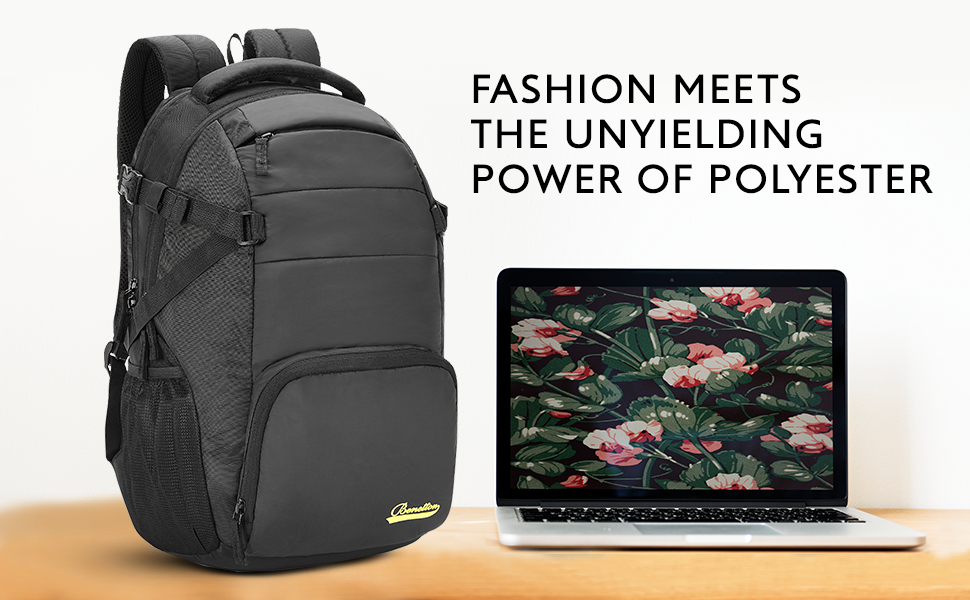 FASHION MEETS
THE UNYIELDING
POWER OF POLYESTER
Benetton